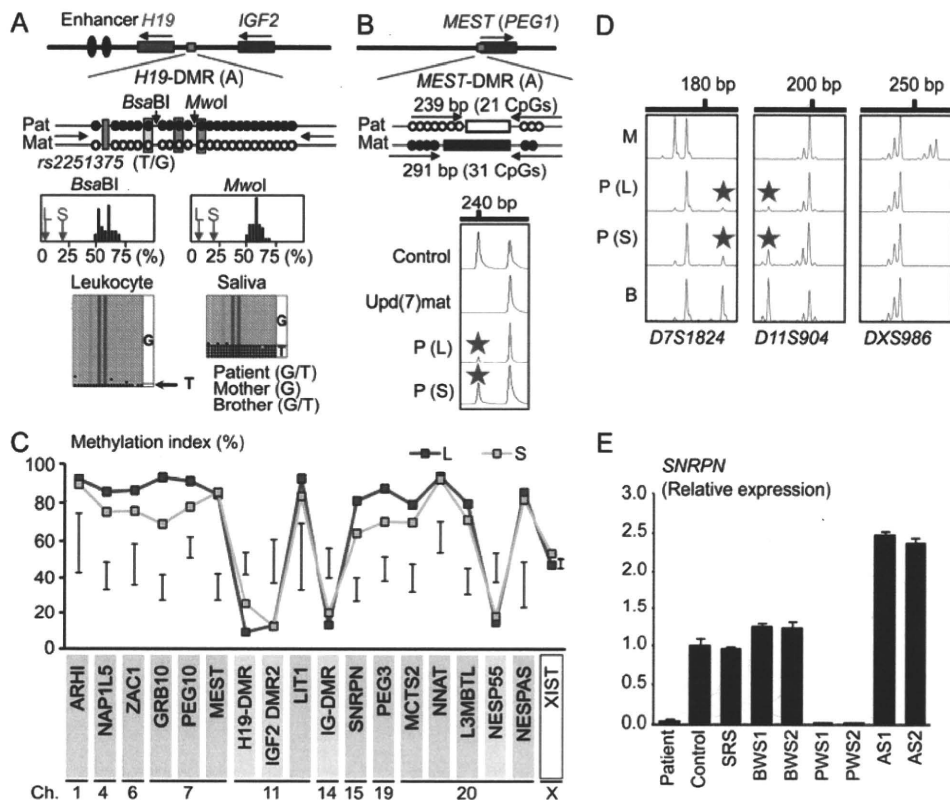 A
Enhancer H19 IGF2
H19-DMR (A)
BsaBI MwoI
Pat
Mat
rs2251375 (T/G)
BsaBI MwoI
L S L S
0 25 50 75 (%) 0 25 50 75 (%)
Leukocyte Saliva
G G
T T
Patient (G/T)
Mother (G)
Brother (G/T)
B
MEST (PEG1)
MEST-DMR (A)
239 bp (21 CpGs)
Pat
Mat
291 bp (31 CpGs)
240 bp
Control
Upd(7)mat
P (L)
P (S)
D
180 bp 200 bp 250 bp
M
P (L)
P (S)
B
D7S1824 D11S904 DXS986
C
Methylation index (%)
L S
100
80
60
40
20
0
ARHI NAP1L5 ZAC1 GRB10 PEG10 MEST H19-DMR IGF2 DMR2 LIT1 IG-DMR SNRPN PEG3 MCTS2 NNAT L3MBTL NESP55 NESPAS XIST
Ch. 1 4 6 7 11 14 15 19 20 X
E
SNRPN
(Relative expression)
3.0
2.5
2.0
1.5
1.0
0.5
0.0
Patient Control SRS BWS1 BWS2 PWS1 PWS2 AS1 AS2